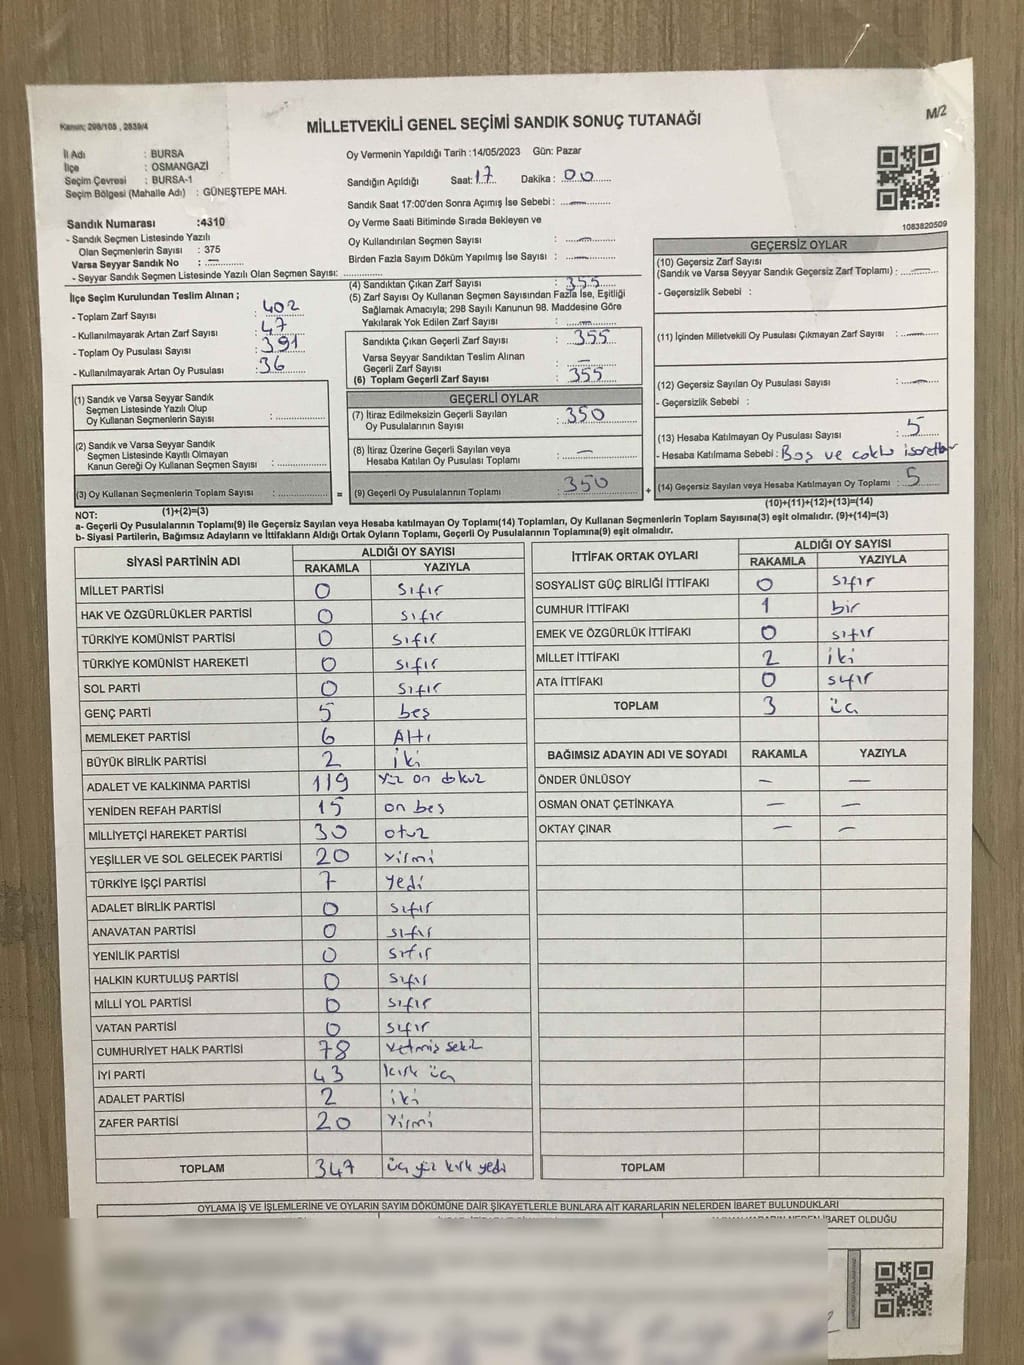 Kanun; 298/105 , 2839/4
MİLLETVEKİLİ GENEL SEÇİMİ SANDIK SONUÇ TUTANAĞI
M/2
İl Adı : BURSA
İlçe : OSMANGAZİ
Seçim Çevresi : BURSA-1
Seçim Bölgesi (Mahalle Adı) : GÜNEŞTEPE MAH.
Oy Vermenin Yapıldığı Tarih :14/05/2023 Gün: Pazar
Sandığın Açıldığı Saat: 17 Dakika : 00
Sandık Saat 17:00'den Sonra Açılmış İse Sebebi : —
Oy Verme Saati Bitiminde Sırada Bekleyen ve
Oy Kullandırılan Seçmen Sayısı : —
Birden Fazla Sayım Döküm Yapılmış İse Sayısı : —
1083820509
Sandık Numarası :4310
- Sandık Seçmen Listesinde Yazılı
Olan Seçmenlerin Sayısı : 375
Varsa Seyyar Sandık No : —
- Seyyar Sandık Seçmen Listesinde Yazılı Olan Seçmen Sayısı:
İlçe Seçim Kurulundan Teslim Alınan ;
- Toplam Zarf Sayısı : 402
- Kullanılmayarak Artan Zarf Sayısı : 47
- Toplam Oy Pusulası Sayısı : 391
- Kullanılmayarak Artan Oy Pusulası : 36
(1) Sandık ve Varsa Seyyar Sandık
Seçmen Listesinde Yazılı Olup
Oy Kullanan Seçmenlerin Sayısı :
(2) Sandık ve Varsa Seyyar Sandık
Seçmen Listesinde Kayıtlı Olmayan
Kanun Gereği Oy Kullanan Seçmen Sayısı :
(3) Oy Kullanan Seçmenlerin Toplam Sayısı :
(1)+(2)=(3)
(4) Sandıktan Çıkan Zarf Sayısı : 355
(5) Zarf Sayısı Oy Kullanan Seçmen Sayısından Fazla İse, Eşitliği
Sağlamak Amacıyla; 298 Sayılı Kanunun 98. Maddesine Göre
Yakılarak Yok Edilen Zarf Sayısı : —
Sandıkta Çıkan Geçerli Zarf Sayısı : 355
Varsa Seyyar Sandıktan Teslim Alınan
Geçerli Zarf Sayısı : —
(6) Toplam Geçerli Zarf Sayısı : 355
GEÇERLİ OYLAR
(7) İtiraz Edilmeksizin Geçerli Sayılan
Oy Pusulalarının Sayısı : 350
(8) İtiraz Üzerine Geçerli Sayılan veya
Hesaba Katılan Oy Pusulası Toplamı : —
= (9) Geçerli Oy Pusulalarının Toplamı : 350
GEÇERSİZ OYLAR
(10) Geçersiz Zarf Sayısı
(Sandık ve Varsa Seyyar Sandık Geçersiz Zarf Toplamı) : —
- Geçersizlik Sebebi :
(11) İçinden Milletvekili Oy Pusulası Çıkmayan Zarf Sayısı : —
(12) Geçersiz Sayılan Oy Pusulası Sayısı : —
- Geçersizlik Sebebi :
(13) Hesaba Katılmayan Oy Pusulası Sayısı : 5
- Hesaba Katılmama Sebebi : Boş ve çoklu
+ (14) Geçersiz Sayılan veya Hesaba Katılmayan Oy Toplamı : 5
(10)+(11)+(12)+(13)=(14)
NOT:
a- Geçerli Oy Pusulalarının Toplamı(9) ile Geçersiz Sayılan veya Hesaba katılmayan Oy Toplamı(14) Toplamları, Oy Kullanan Seçmenlerin Toplam Sayısına(3) eşit olmalıdır. (9)+(14)=(3)
b- Siyasi Partilerin, Bağımsız Adayların ve İttifakların Aldığı Ortak Oyların Toplamı, Geçerli Oy Pusulalarının Toplamına(9) eşit olmalıdır.
SİYASİ PARTİNİN ADI ALDIĞI OY SAYISI
RAKAMLA YAZIYLA
MİLLET PARTİSİ 0 sıfır
HAK VE ÖZGÜRLÜKLER PARTİSİ 0 sıfır
TÜRKİYE KOMÜNİST PARTİSİ 0 sıfır
TÜRKİYE KOMÜNİST HAREKETİ 0 sıfır
SOL PARTİ 0 sıfır
GENÇ PARTİ 5 beş
MEMLEKET PARTİSİ 6 Altı
BÜYÜK BİRLİK PARTİSİ 2 iki
ADALET VE KALKINMA PARTİSİ 119 yüz on dokuz
YENİDEN REFAH PARTİSİ 15 on beş
MİLLİYETÇİ HAREKET PARTİSİ 30 otuz
YEŞİLLER VE SOL GELECEK PARTİSİ 20 yirmi
TÜRKİYE İŞÇİ PARTİSİ 7 yedi
ADALET BİRLİK PARTİSİ 0 sıfır
ANAVATAN PARTİSİ 0 sıfır
YENİLİK PARTİSİ 0 sıfır
HALKIN KURTULUŞ PARTİSİ 0 sıfır
MİLLİ YOL PARTİSİ 0 sıfır
VATAN PARTİSİ 0 sıfır
CUMHURİYET HALK PARTİSİ 78 yetmiş sekiz
İYİ PARTİ 43 kırk üç
ADALET PARTİSİ 2 iki
ZAFER PARTİSİ 20 yirmi
TOPLAM 347 üç yüz kırk yedi
İTTİFAK ORTAK OYLARI ALDIĞI OY SAYISI
RAKAMLA YAZIYLA
SOSYALİST GÜÇ BİRLİĞİ İTTİFAKI 0 sıfır
CUMHUR İTTİFAKI 1 bir
EMEK VE ÖZGÜRLÜK İTTİFAKI 0 sıfır
MİLLET İTTİFAKI 2 iki
ATA İTTİFAKI 0 sıfır
TOPLAM 3 üç
BAĞIMSIZ ADAYIN ADI VE SOYADI RAKAMLA YAZIYLA
ÖNDER ÜNLÜSOY — —
OSMAN ONAT ÇETİNKAYA — —
OKTAY ÇINAR — —
TOPLAM
OYLAMA İŞ VE İŞLEMLERİNE VE OYLARIN SAYIM DÖKÜMÜNE DAİR ŞİKAYETLERLE BUNLARA AİT KARARLARIN NELERDEN İBARET BULUNDUKLARI
İBARET OLDUĞU